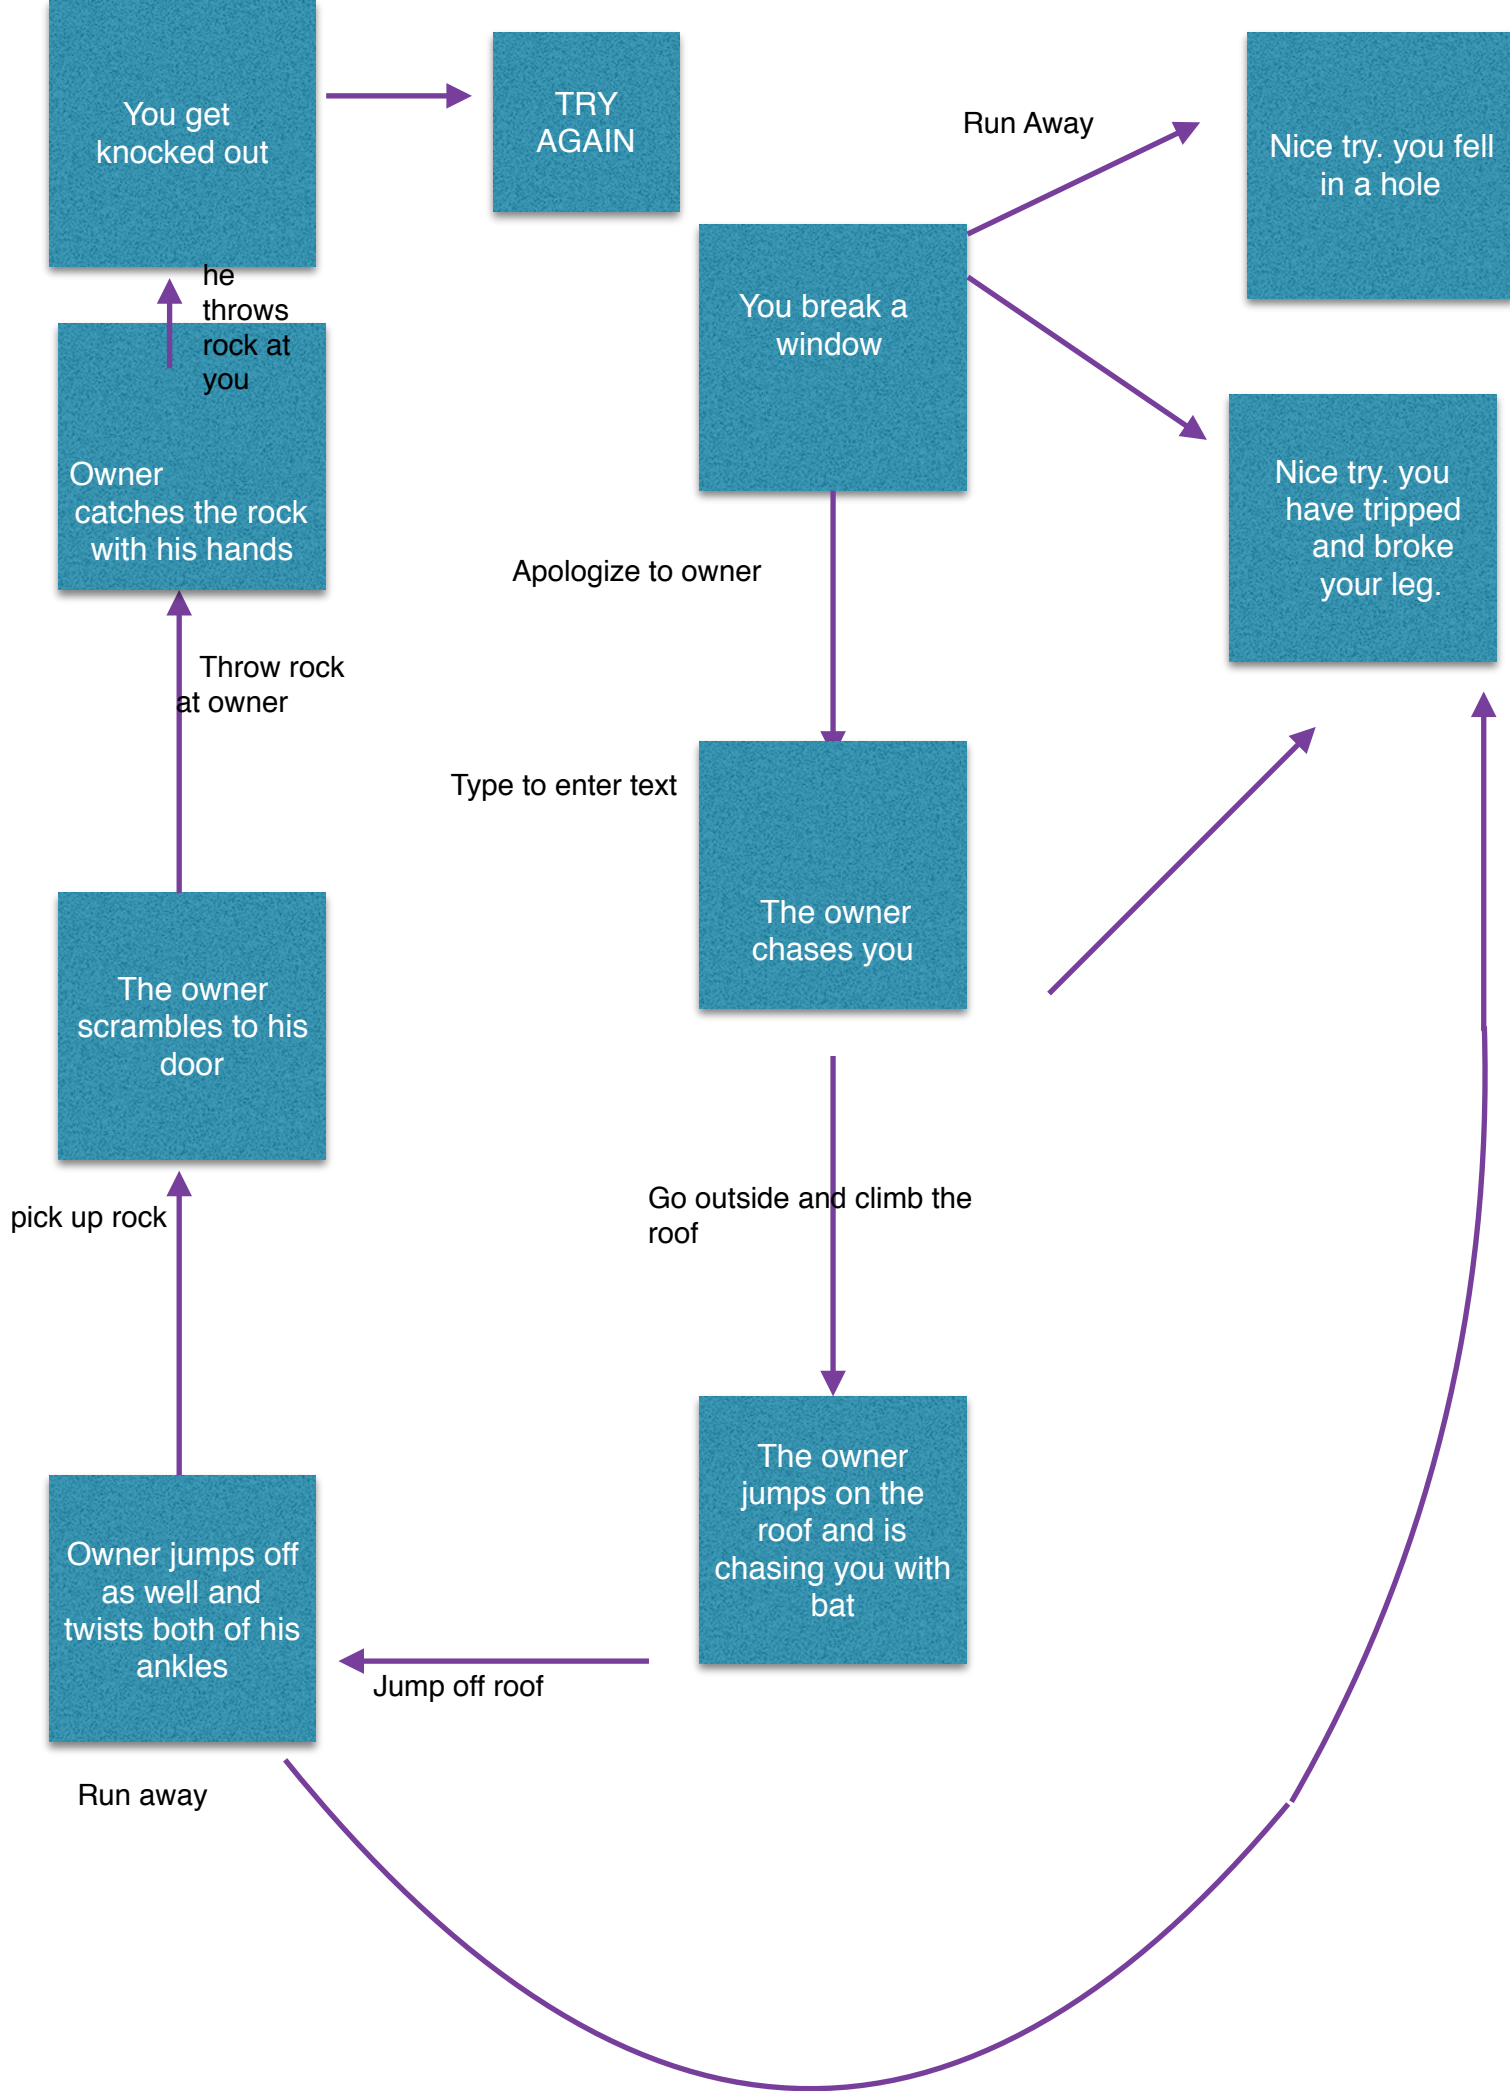 You get
knocked out
TRY
AGAIN
Run Away
Nice try. you fell
in a hole
he
throws
rock at
you
You break a
window
Owner
catches the rock
with his hands
Nice try. you
have tripped
and broke
your leg.
Apologize to owner
Throw rock
at owner
Type to enter text
The owner
chases you
The owner
scrambles to his
door
pick up rock
Go outside and climb the
roof
The owner
jumps on the
roof and is
chasing you with
bat
Owner jumps off
as well and
twists both of his
ankles
Jump off roof
Run away